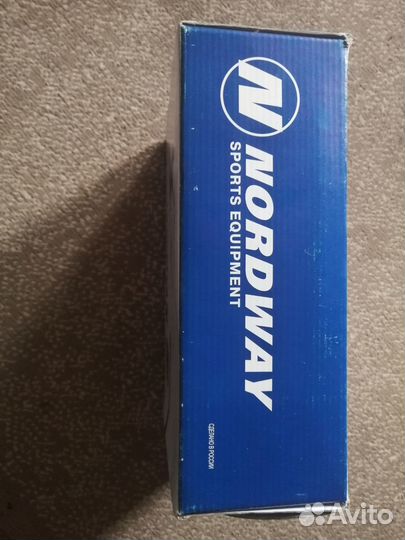 N NORDWAY
SPORTS EQUIPMENT
СДЕЛАНО В РОССИИ
Avito